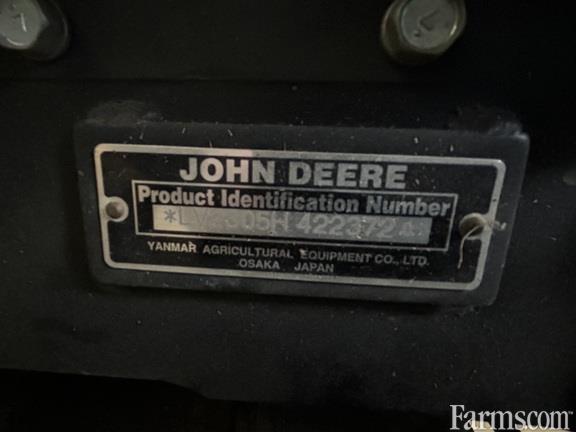 JOHN DEERE
Product Identification Number
YANMAR AGRICULTURAL EQUIPMENT CO., LTD.
OSAKA JAPAN
Farms.com